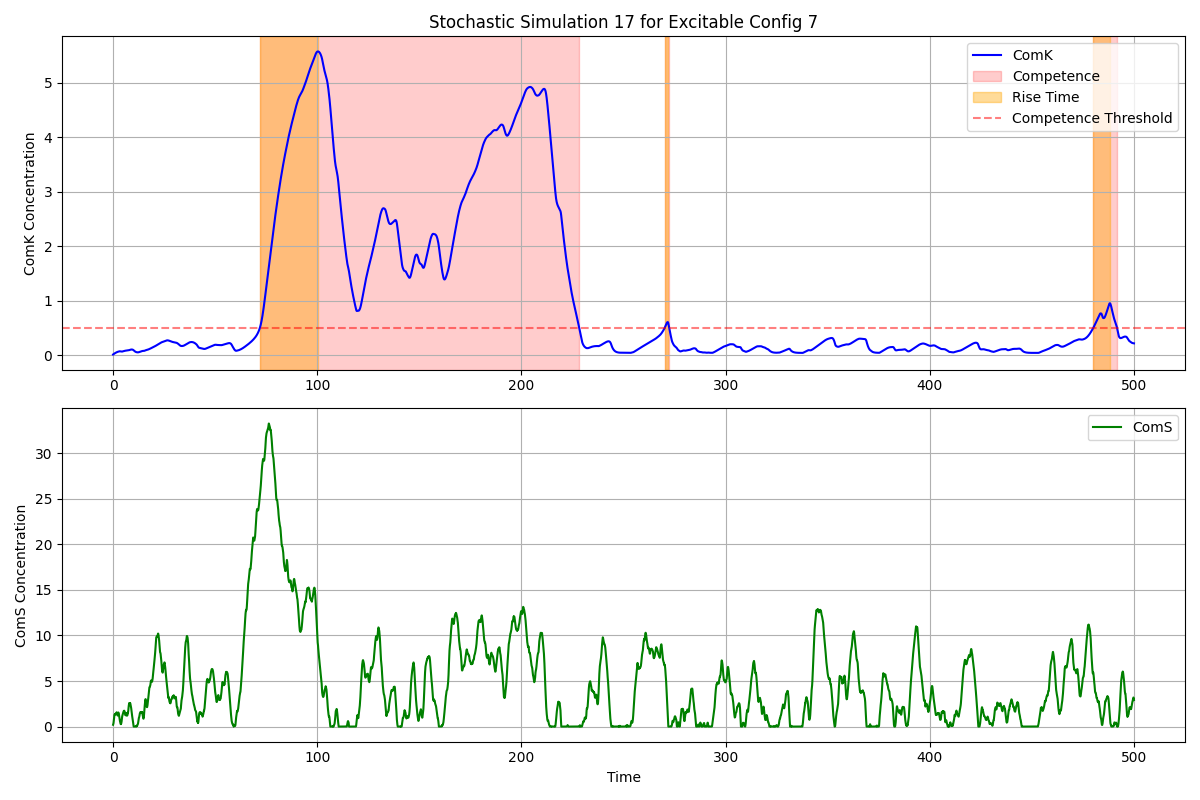 Stochastic Simulation 17 for Excitable Config 7
ComK Concentration
5
4
3
2
1
0
0
100
200
300
400
500
ComK
Competence
Rise Time
Competence Threshold
ComS Concentration
30
25
20
15
10
5
0
0
100
200
300
400
500
ComS
Time